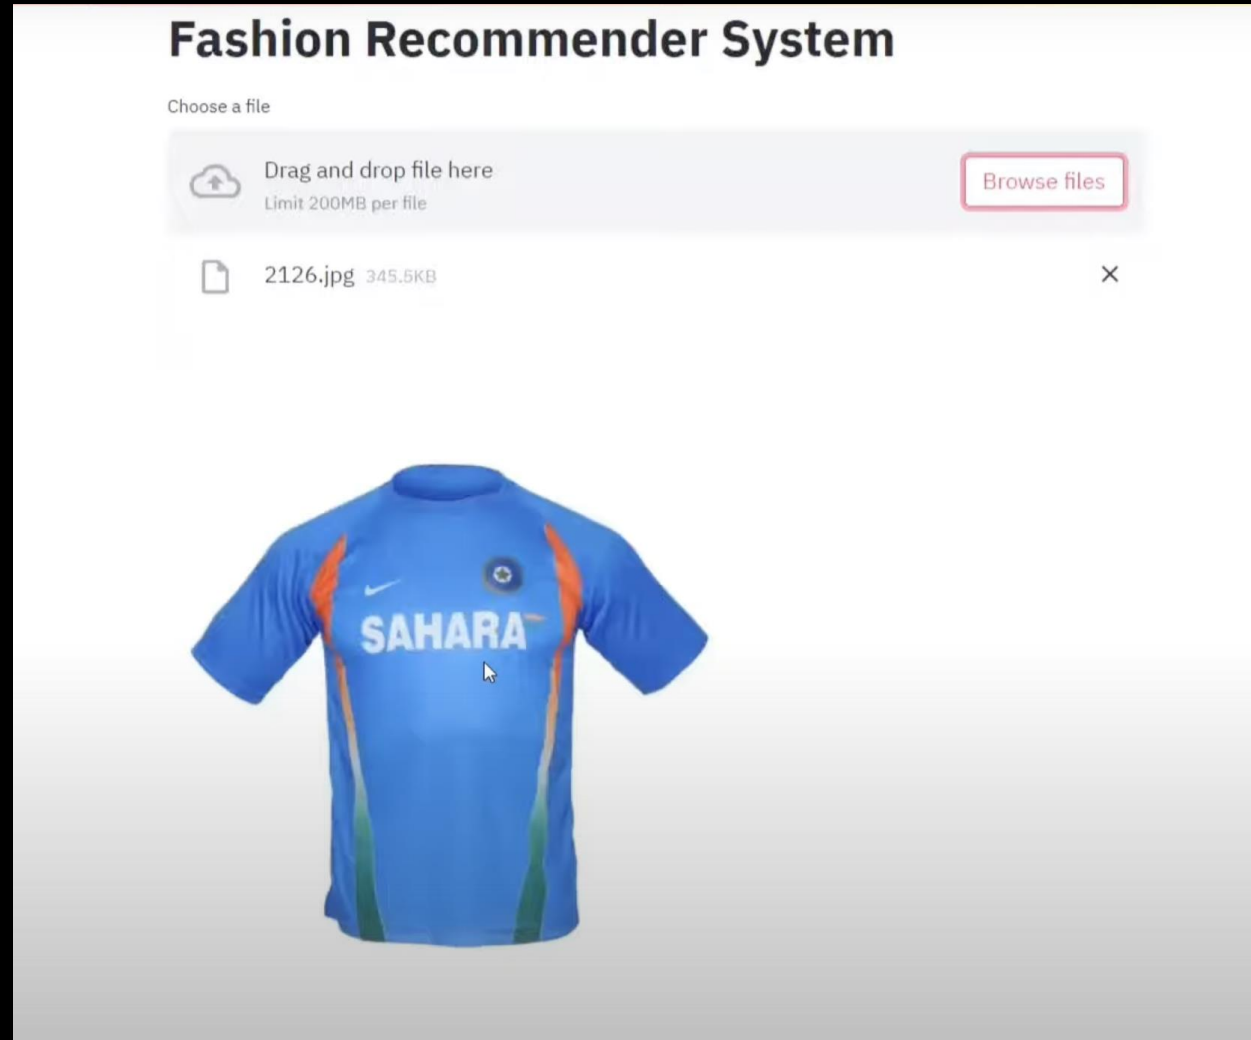 Fashion Recommender System
Choose a file
Drag and drop file here
Limit 200MB per file
Browse files
2126.jpg 345.5KB
SAHARA